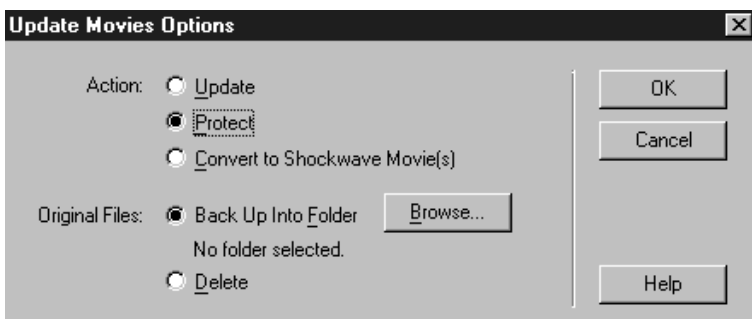 Update Movies Options
Action: Update
Protect
Convert to Shockwave Movie(s)
Original Files: Back Up Into Folder Browse...
No folder selected.
Delete
OK
Cancel
Help